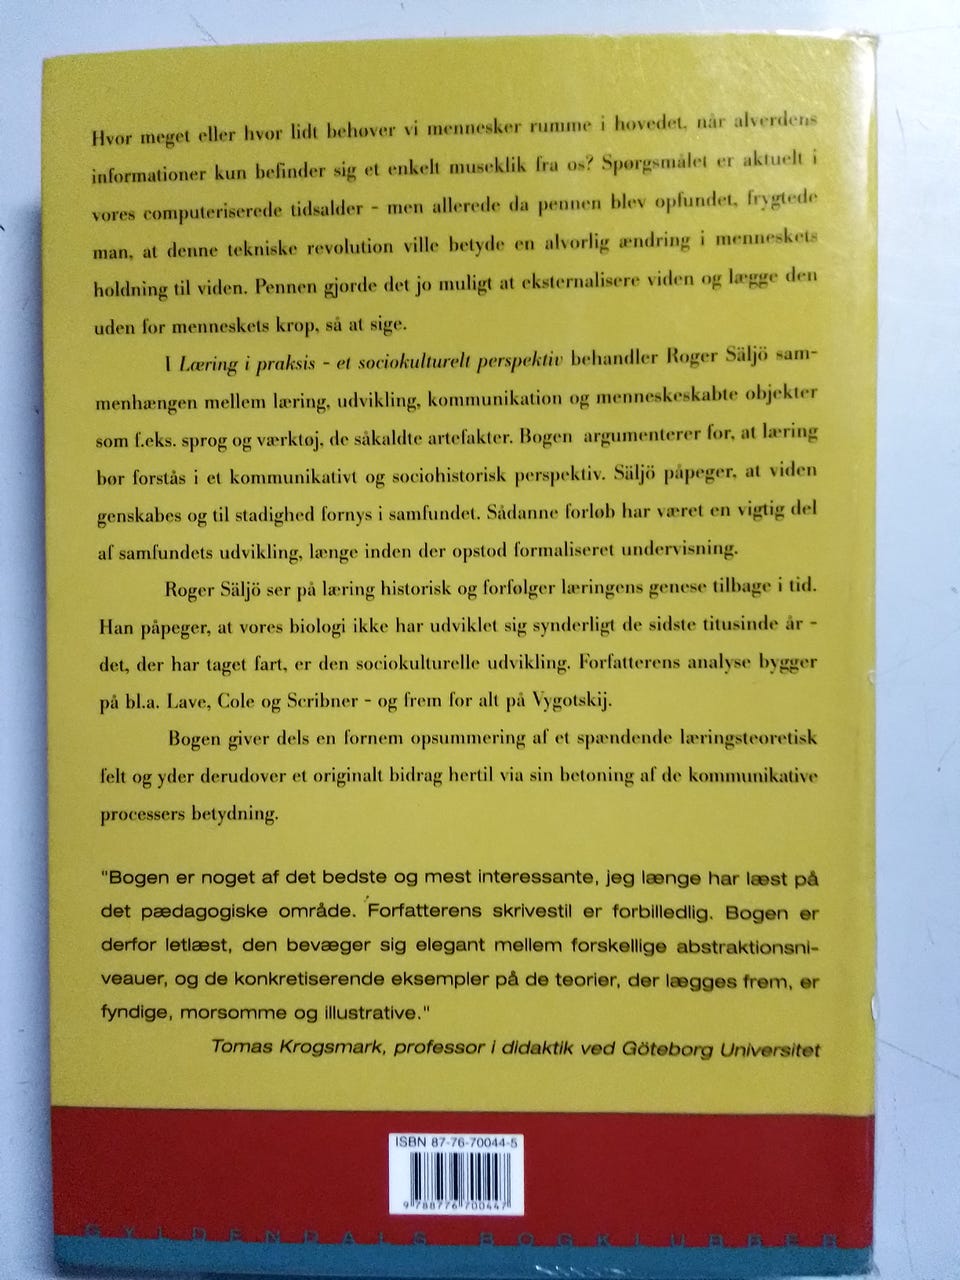 Hvor meget eller hvor lidt behøver vi mennesker rumme i hovedet, når alverdens
informationer kun befinder sig et enkelt museklik fra os? Spørgsmålet er aktuelt i
vores computeriserede tidsalder - men allerede da pennen blev opfundet, frygtede
man, at denne tekniske revolution ville betyde en alvorlig ændring i menneskets
holdning til viden. Pennen gjorde det jo muligt at eksternalisere viden og lægge den
uden for menneskets krop, så at sige.
I Læring i praksis - et sociokulturelt perspektiv behandler Roger Säljö sam-
menhængen mellem læring, udvikling, kommunikation og menneskeskabte objekter
som f.eks. sprog og værktøj, de såkaldte artefakter. Bogen argumenterer for, at læring
bør forstås i et kommunikativt og sociohistorisk perspektiv. Säljö påpeger, at viden
genskabes og til stadighed fornys i samfundet. Sådanne forløb har været en vigtig del
af samfundets udvikling, længe inden der opstod formaliseret undervisning.
Roger Säljö ser på læring historisk og forfølger læringens genese tilbage i tid.
Han påpeger, at vores biologi ikke har udviklet sig synderligt de sidste titusinde år -
det, der har taget fart, er den sociokulturelle udvikling. Forfatterens analyse bygger
på bl.a. Lave, Cole og Scribner - og frem for alt på Vygotskij.
Bogen giver dels en fornem opsummering af et spændende læringsteoretisk
felt og yder derudover et originalt bidrag hertil via sin betoning af de kommunikative
processers betydning.
"Bogen er noget af det bedste og mest interessante, jeg længe har læst på
det pædagogiske område. Forfatterens skrivestil er forbilledlig. Bogen er
derfor letlæst, den bevæger sig elegant mellem forskellige abstraktionsni-
veauer, og de konkretiserende eksempler på de teorier, der lægges frem, er
fyndige, morsomme og illustrative."
Tomas Krogsmark, professor i didaktik ved Göteborg Universitet
ISBN 87-76-70044-5
9 788776 700447
GYLDENDALS BOGKLUBBER